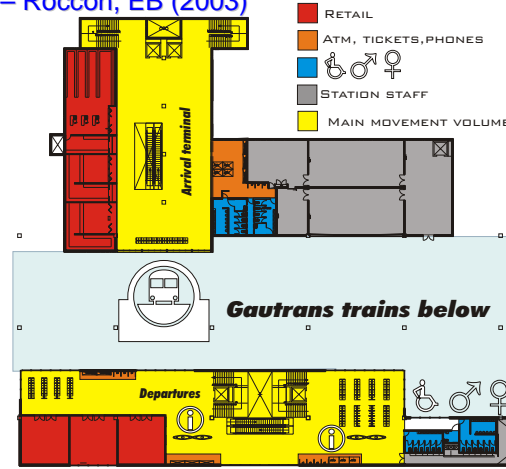 – Roccon, EB (2003)
RETAIL
ATM, TICKETS,PHONES
STATION STAFF
MAIN MOVEMENT VOLUME
Arrival terminal
Gautrans trains below
Departures